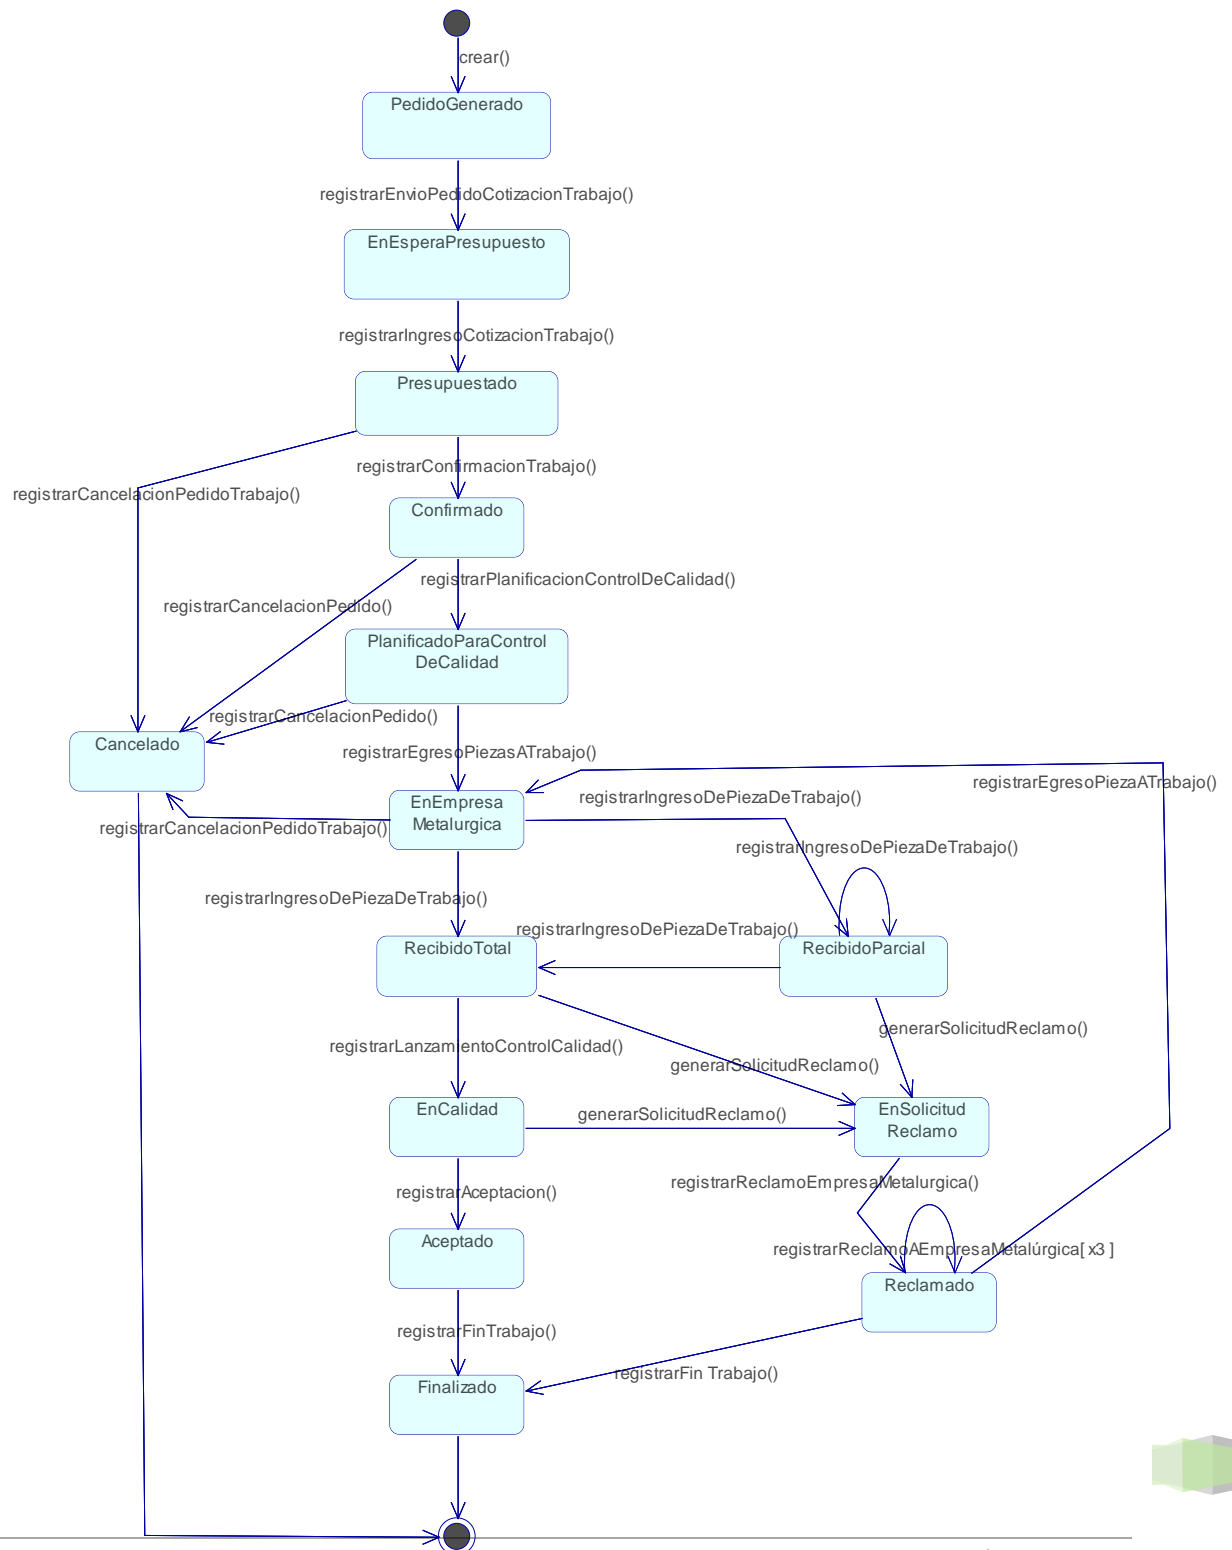 crear()
PedidoGenerado
registrarEnvioPedidoCotizacionTrabajo()
EnEsperaPresupuesto
registrarIngresoCotizacionTrabajo()
Presupuestado
registrarConfirmacionTrabajo()
registrarCancelacionPedidoTrabajo()
Confirmado
registrarPlanificacionControlDeCalidad()
registrarCancelacionPedido()
PlanificadoParaControl
DeCalidad
registrarCancelacionPedido()
Cancelado
registrarEgresoPiezasATrabajo()
registrarEgresoPiezaATrabajo()
EnEmpresa
Metalurgica
registrarIngresoDePiezaDeTrabajo()
registrarCancelacionPedidoTrabajo()
registrarIngresoDePiezaDeTrabajo()
registrarIngresoDePiezaDeTrabajo()
registrarIngresoDePiezaDeTrabajo()
RecibidoTotal
RecibidoParcial
generarSolicitudReclamo()
registrarLanzamientoControlCalidad()
generarSolicitudReclamo()
EnCalidad
generarSolicitudReclamo()
EnSolicitud
Reclamo
registrarReclamoEmpresaMetalurgica()
registrarAceptacion()
Aceptado
registrarReclamoAEmpresaMetalúrgica[ x3 ]
Reclamado
registrarFinTrabajo()
registrarFin Trabajo()
Finalizado